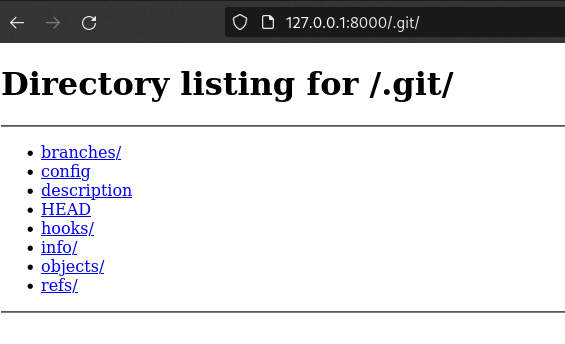 127.0.0.1:8000/.git/
Directory listing for /.git/
branches/
config
description
HEAD
hooks/
info/
objects/
refs/